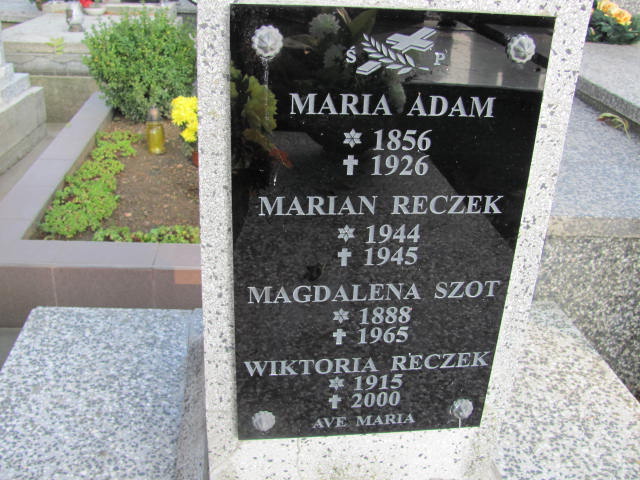 Ś P
MARIA ADAM
1856
1926
MARIAN RECZEK
1944
1945
MAGDALENA SZOT
1888
1965
WIKTORIA RECZEK
1915
2000
AVE MARIA